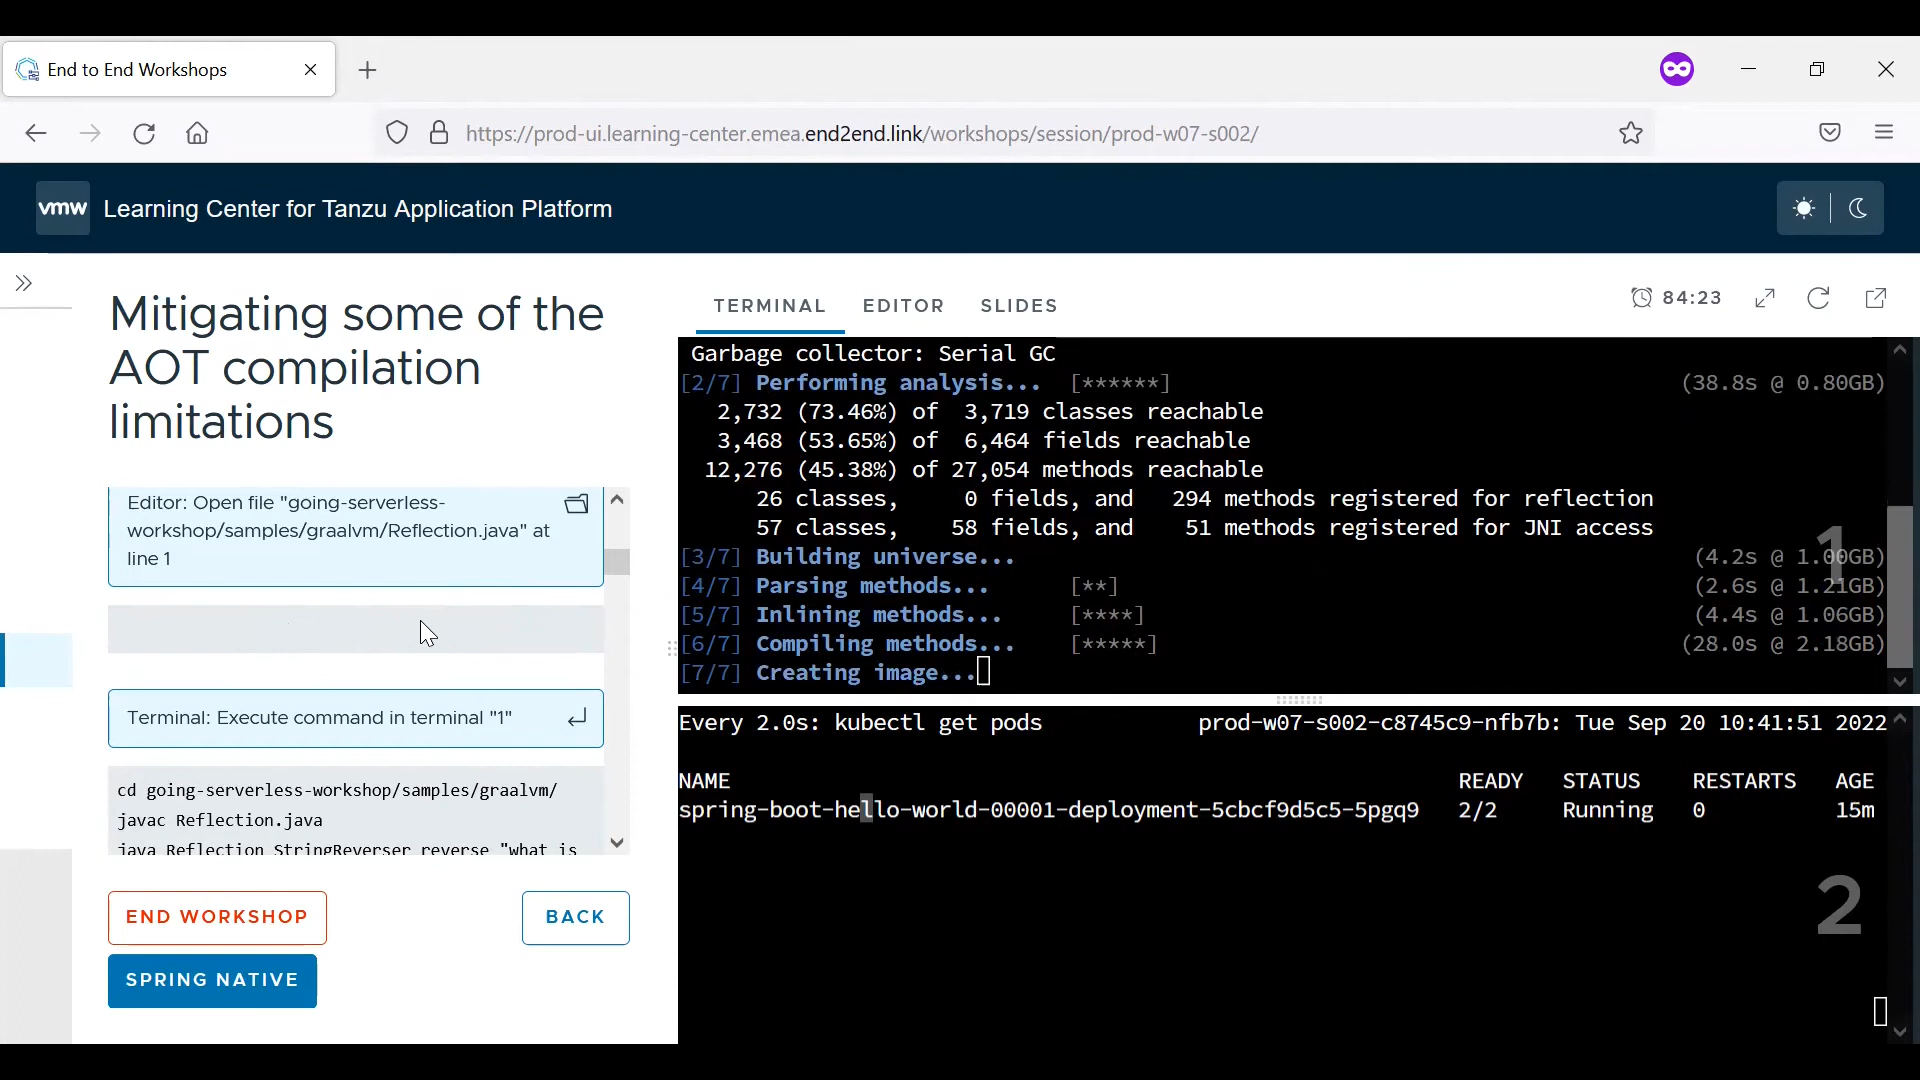 End to End Workshops
https://prod-ui.learning-center.emea.end2end.link/workshops/session/prod-w07-s002/
vmw Learning Center for Tanzu Application Platform
Mitigating some of the
AOT compilation
limitations
Editor: Open file "going-serverless-
workshop/samples/graalvm/Reflection.java" at
line 1
Terminal: Execute command in terminal "1"
cd going-serverless-workshop/samples/graalvm/
javac Reflection.java
java Reflection StringReverser reverse "what is
END WORKSHOP
BACK
SPRING NATIVE
TERMINAL EDITOR SLIDES
84:23
Garbage collector: Serial GC
[2/7] Performing analysis... [******] (38.8s @ 0.80GB)
2,732 (73.46%) of 3,719 classes reachable
3,468 (53.65%) of 6,464 fields reachable
12,276 (45.38%) of 27,054 methods reachable
26 classes, 0 fields, and 294 methods registered for reflection
57 classes, 58 fields, and 51 methods registered for JNI access
[3/7] Building universe... (4.2s @ 1.00GB)
[4/7] Parsing methods... [**] (2.6s @ 1.21GB)
[5/7] Inlining methods... [****] (4.4s @ 1.06GB)
[6/7] Compiling methods... [*****] (28.0s @ 2.18GB)
[7/7] Creating image...
1
Every 2.0s: kubectl get pods prod-w07-s002-c8745c9-nfb7b: Tue Sep 20 10:41:51 2022
NAME READY STATUS RESTARTS AGE
spring-boot-hello-world-00001-deployment-5cbcf9d5c5-5pgq9 2/2 Running 0 15m
2